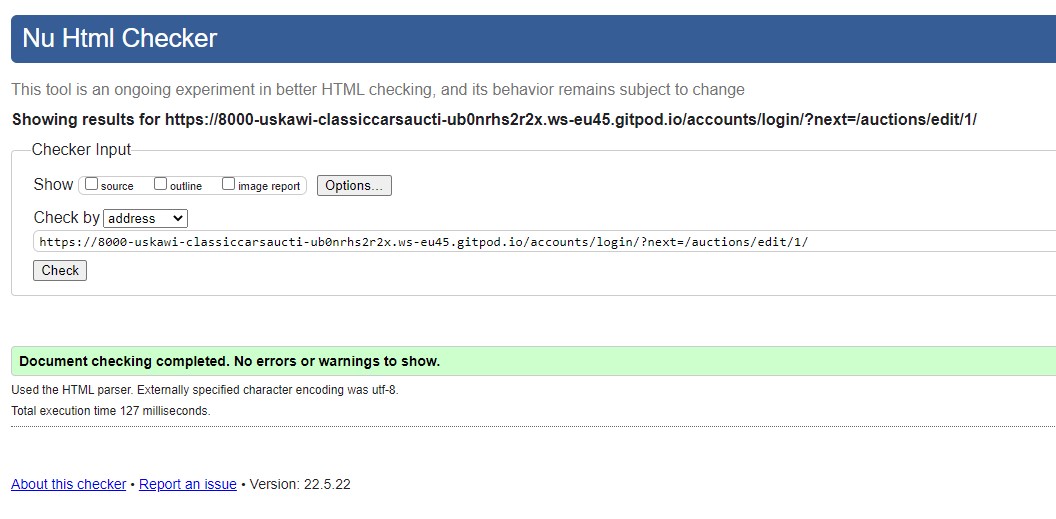 Nu Html Checker
This tool is an ongoing experiment in better HTML checking, and its behavior remains subject to change
Showing results for https://8000-uskawi-classiccarsaucti-ub0nrhs2r2x.ws-eu45.gitpod.io/accounts/login/?next=/auctions/edit/1/
Checker Input
Show source outline image report Options...
Check by address
https://8000-uskawi-classiccarsaucti-ub0nrhs2r2x.ws-eu45.gitpod.io/accounts/login/?next=/auctions/edit/1/
Check
Document checking completed. No errors or warnings to show.
Used the HTML parser. Externally specified character encoding was utf-8.
Total execution time 127 milliseconds.
About this checker • Report an issue • Version: 22.5.22